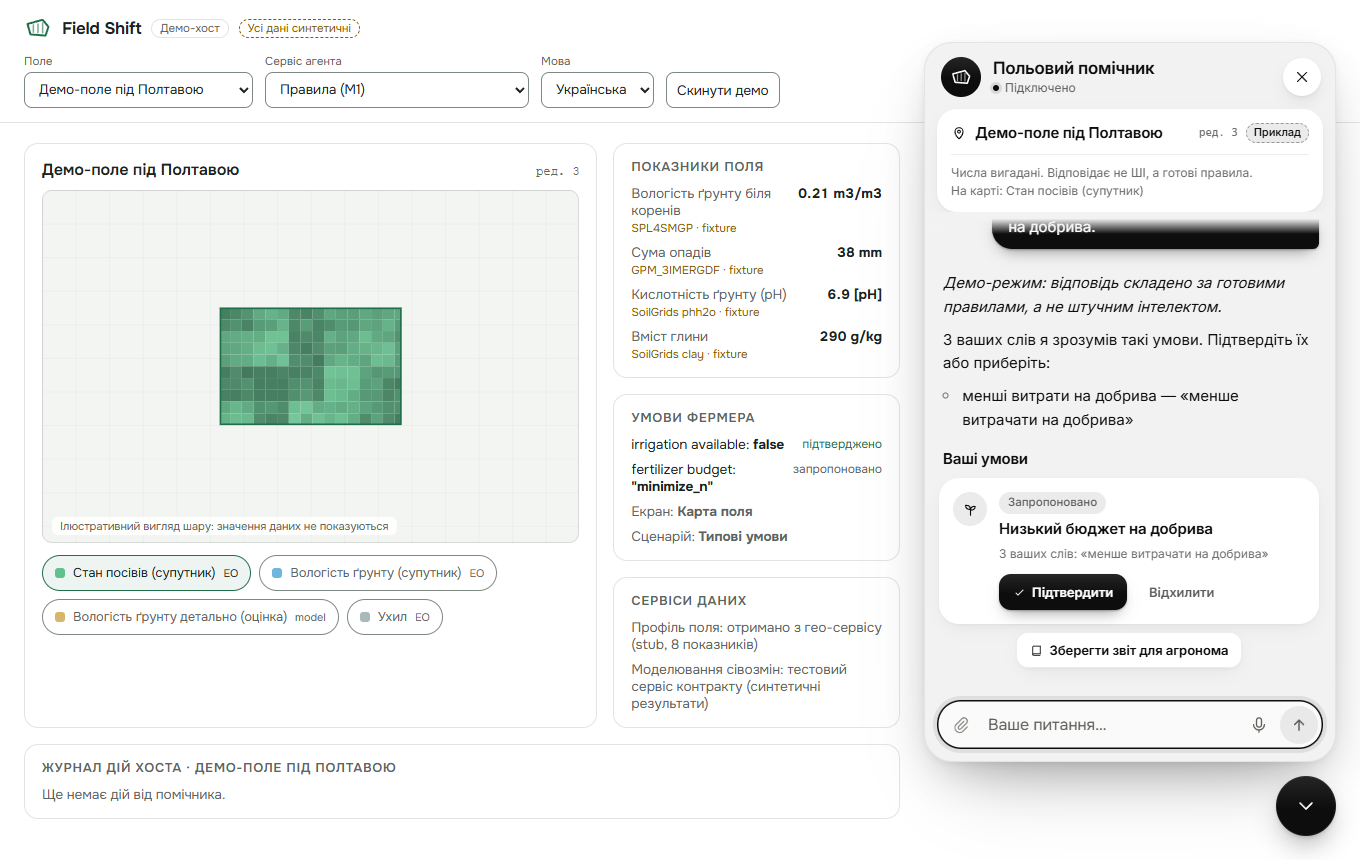 Field Shift
Демо-хост
Усі дані синтетичні
Поле
Сервіс агента
Мова
Демо-поле під Полтавою
Правила (M1)
Українська
Скинути демо
Демо-поле під Полтавою
ред. 3
Ілюстративний вигляд шару: значення даних не показуються
Стан посівів (супутник) EO
Вологість ґрунту (супутник) EO
Вологість ґрунту детально (оцінка) model
Ухил EO
ПОКАЗНИКИ ПОЛЯ
Вологість ґрунту біля 0.21 m3/m3
коренів
SPL4SMGP · fixture
Сума опадів 38 mm
GPM_3IMERGDF · fixture
Кислотність ґрунту (pH) 6.9 [pH]
SoilGrids phh2o · fixture
Вміст глини 290 g/kg
SoilGrids clay · fixture
УМОВИ ФЕРМЕРА
irrigation available: false підтверджено
fertilizer budget: запропоновано
"minimize_n"
Екран: Карта поля
Сценарій: Типові умови
СЕРВІСИ ДАНИХ
Профіль поля: отримано з гео-сервісу
(stub, 8 показників)
Моделювання сівозмін: тестовий
сервіс контракту (синтетичні
результати)
ЖУРНАЛ ДІЙ ХОСТА · ДЕМО-ПОЛЕ ПІД ПОЛТАВОЮ
Ще немає дій від помічника.
Польовий помічник
Підключено
Демо-поле під Полтавою
ред. 3
Приклад
Числа вигадані. Відповідає не ШІ, а готові правила.
На карті: Стан посівів (супутник)
на добрива.
Демо-режим: відповідь складено за готовими
правилами, а не штучним інтелектом.
З ваших слів я зрозумів такі умови. Підтвердіть їх
або приберіть:
менші витрати на добрива — «менше
витрачати на добрива»
Ваші умови
Запропоновано
Низький бюджет на добрива
З ваших слів: «менше витрачати на добрива»
Підтвердити
Відхилити
Зберегти звіт для агронома
Ваше питання...